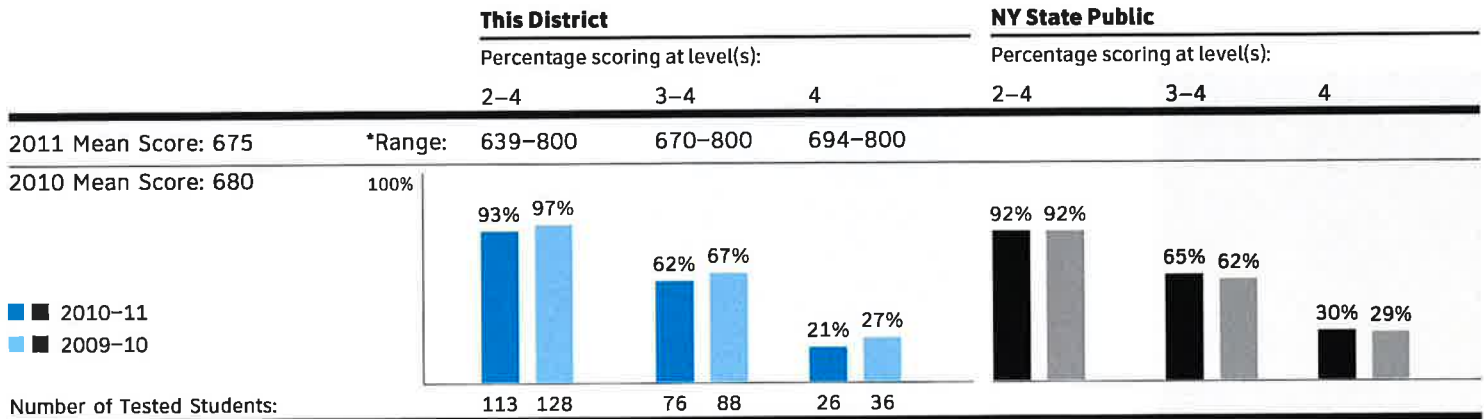 This District NY State Public
Percentage scoring at level(s): Percentage scoring at level(s):
2–4 3–4 4 2–4 3–4 4
2011 Mean Score: 675 *Range: 639–800 670–800 694–800
2010 Mean Score: 680 100%
93% 97% 62% 67% 21% 27% 92% 92% 65% 62% 30% 29%
2010–11
2009–10
Number of Tested Students: 113 128 76 88 26 36